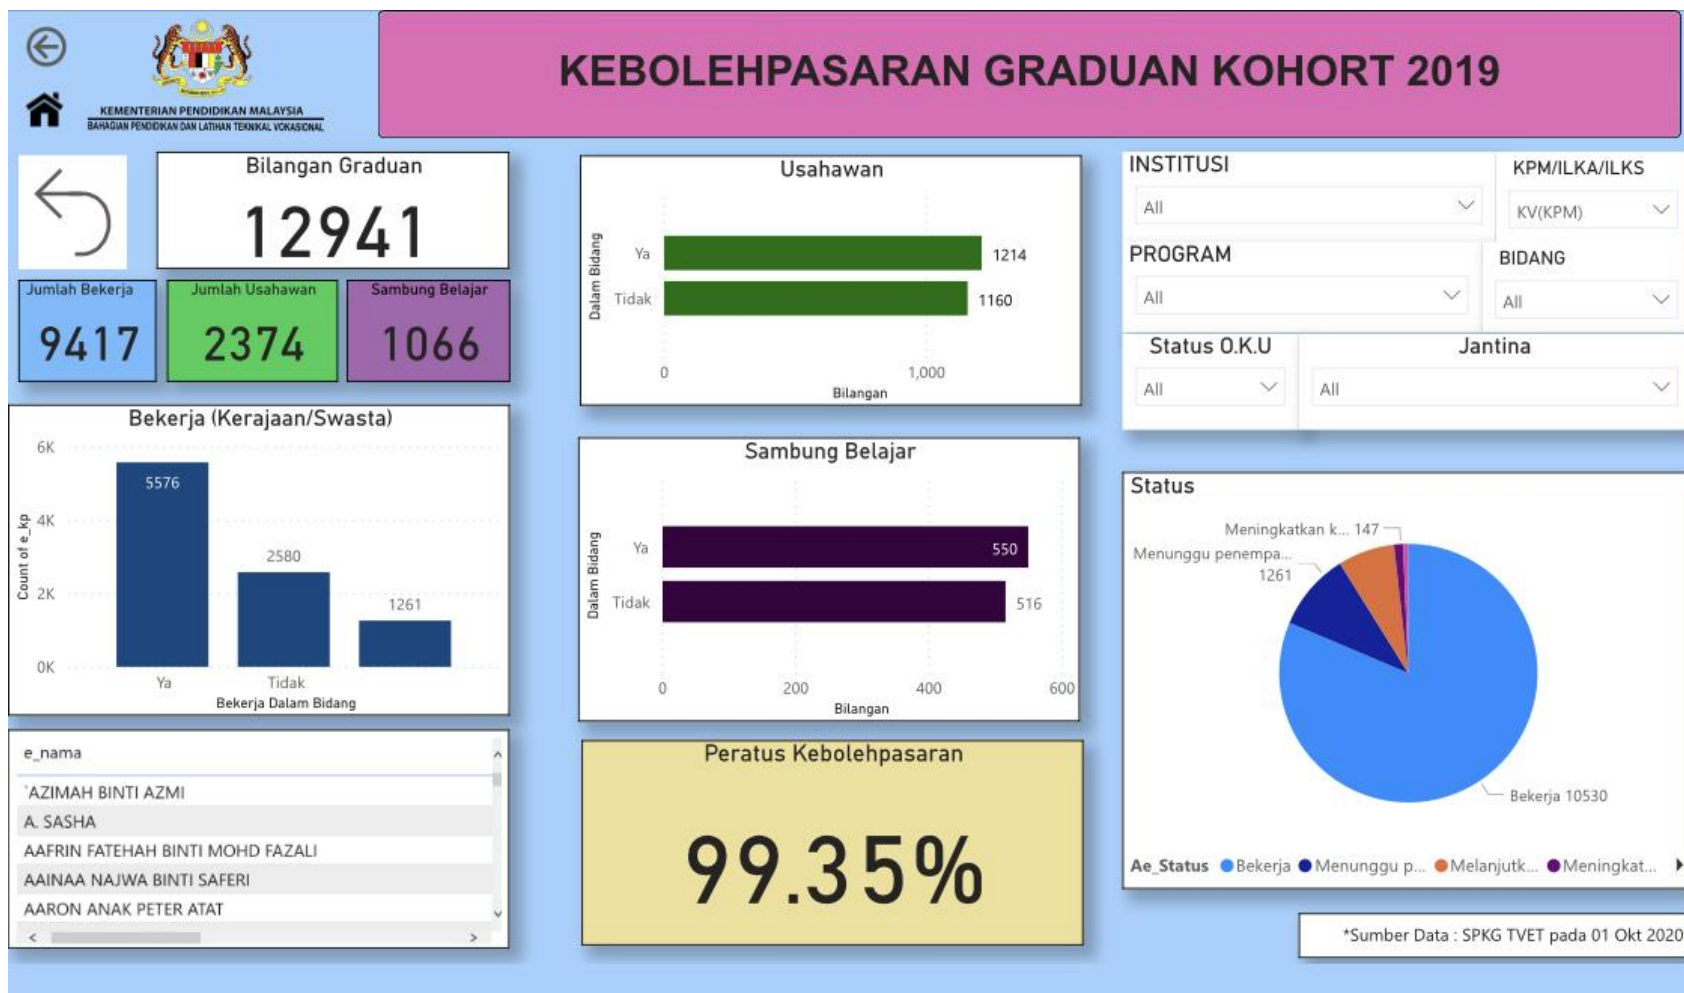 KEMENTERIAN PENDIDIKAN MALAYSIA
BAHAGIAN PENDIDIKAN DAN LATIHAN TEKNIKAL VOKASIONAL
KEBOLEHPASARAN GRADUAN KOHORT 2019
Bilangan Graduan
12941
Jumlah Bekerja
9417
Jumlah Usahawan
2374
Sambung Belajar
1066
Bekerja (Kerajaan/Swasta)
Count of e_kp
6K
4K
2K
0K
5576
2580
1261
Ya
Tidak
Bekerja Dalam Bidang
e_nama
`AZIMAH BINTI AZMI
A. SASHA
AAFRIN FATEHAH BINTI MOHD FAZALI
AAINAA NAJWA BINTI SAFERI
AARON ANAK PETER ATAT
Usahawan
Dalam Bidang
Ya
1214
Tidak
1160
0
1,000
Bilangan
Sambung Belajar
Dalam Bidang
Ya
550
Tidak
516
0
200
400
600
Bilangan
Peratus Kebolehpasaran
99.35%
INSTITUSI
All
KPM/ILKA/ILKS
KV(KPM)
PROGRAM
All
BIDANG
All
Status O.K.U
All
Jantina
All
Status
Meningkatkan k... 147
Menunggu penempa...
1261
Bekerja 10530
Ae_Status Bekerja Menunggu p... Melanjutk... Meningkat...
*Sumber Data : SPKG TVET pada 01 Okt 2020